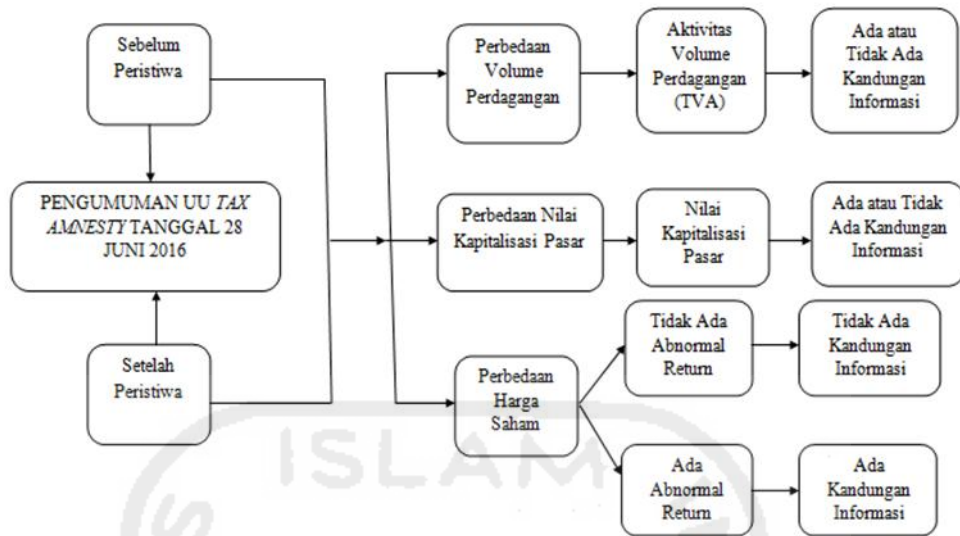 Sebelum
Peristiwa
PENGUMUMAN UU TAX
AMNESTY TANGGAL 28
JUNI 2016
Setelah
Peristiwa
Perbedaan
Volume
Perdagangan
Aktivitas
Volume
Perdagangan
(TVA)
Ada atau
Tidak Ada
Kandungan
Informasi
Perbedaan Nilai
Kapitalisasi Pasar
Nilai
Kapitalisasi
Pasar
Ada atau Tidak
Ada Kandungan
Informasi
Perbedaan
Harga
Saham
Tidak Ada
Abnormal
Return
Tidak Ada
Kandungan
Informasi
Ada
Abnormal
Return
Ada
Kandungan
Informasi
ISLAM